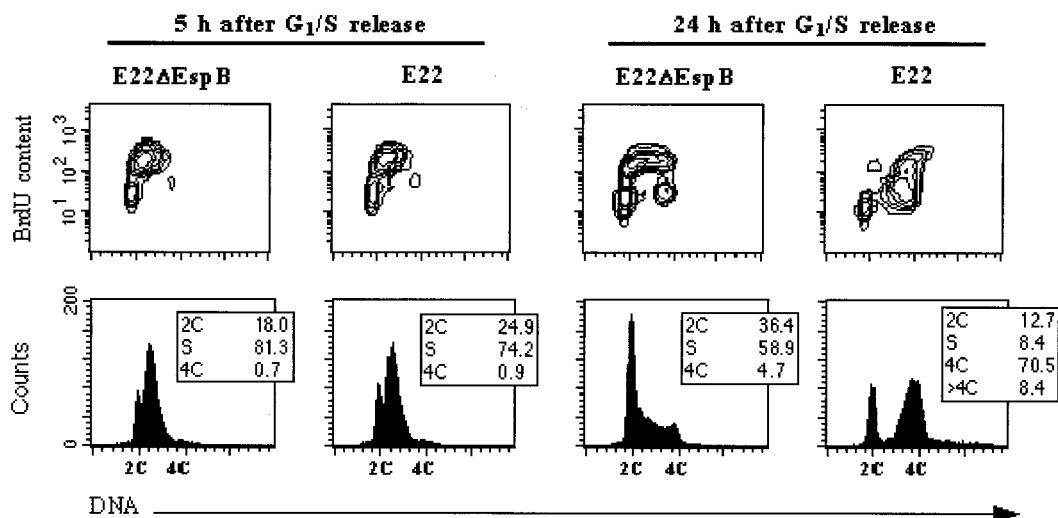 5 h after G1/S release
24 h after G1/S release
E22ΔEsp B
E22
E22ΔEsp B
E22
BrdU content
10^3
10^2
10^1
Counts
200
0
2C 18.0
S 81.3
4C 0.7
2C 24.9
S 74.2
4C 0.9
2C 36.4
S 58.9
4C 4.7
2C 12.7
S 8.4
4C 70.5
>4C 8.4
2C 4C
2C 4C
2C 4C
2C 4C
DNA